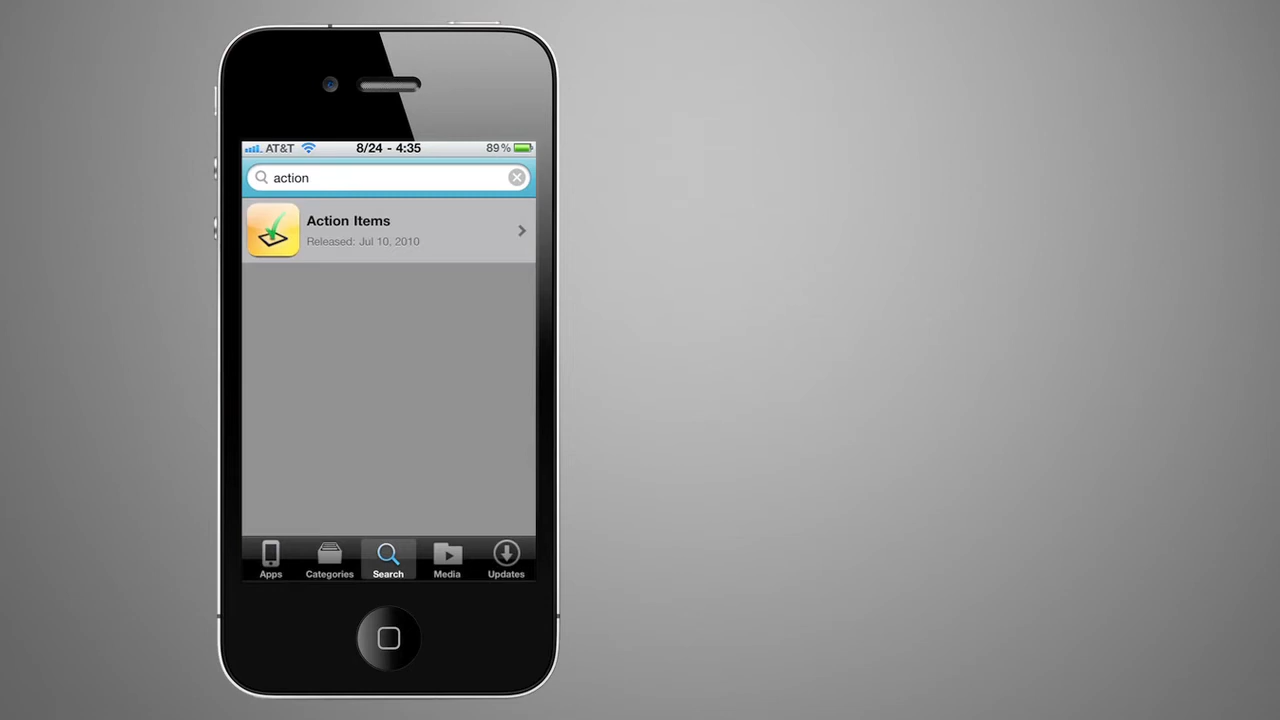 AT&T 8/24 - 4:35 89%
action
Action Items
Released: Jul 10, 2010
Apps Categories Search Media Updates